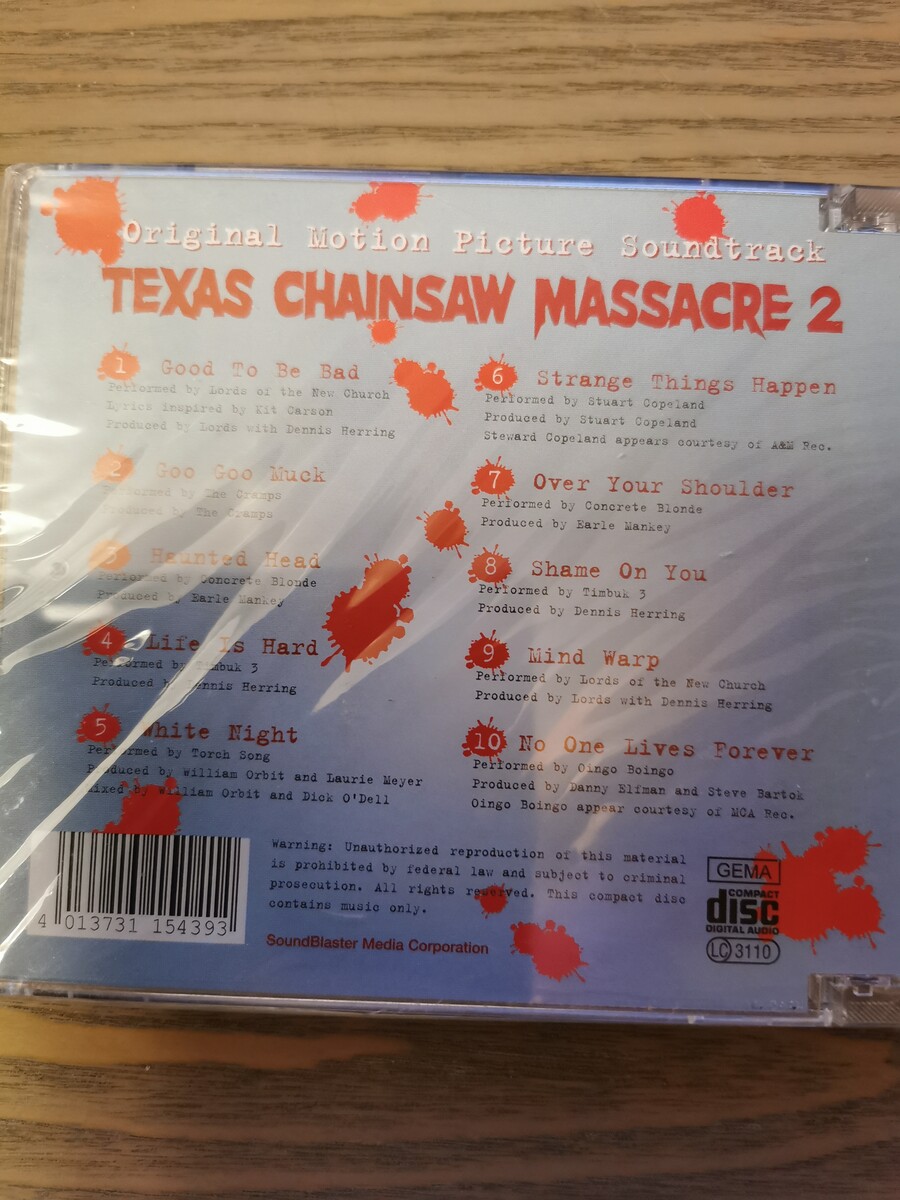 Original Motion Picture Soundtrack
TEXAS CHAINSAW MASSACRE 2
1 Good To Be Bad
Performed by Lords of the New Church
Lyrics inspired by Kit Carson
Produced by Lords with Dennis Herring
2 Goo Goo Muck
Performed by The Cramps
Produced by The Cramps
3 Haunted Head
Performed by Concrete Blonde
Produced by Earle Mankey
4 Life Is Hard
Performed by Timbuk 3
Produced by Dennis Herring
5 White Night
Performed by Torch Song
Produced by William Orbit and Laurie Meyer
Mixed by William Orbit and Dick O'Dell
6 Strange Things Happen
Performed by Stuart Copeland
Produced by Stuart Copeland
Steward Copeland appears courtesy of A&M Rec.
7 Over Your Shoulder
Performed by Concrete Blonde
Produced by Earle Mankey
8 Shame On You
Performed by Timbuk 3
Produced by Dennis Herring
9 Mind Warp
Performed by Lords of the New Church
Produced by Lords with Dennis Herring
10 No One Lives Forever
Performed by Oingo Boingo
Produced by Danny Elfman and Steve Bartok
Oingo Boingo appear courtesy of MCA Rec.
4 013731 154393
Warning: Unauthorized reproduction of this material
is prohibited by federal law and subject to criminal
prosecution. All rights reserved. This compact disc
contains music only.
SoundBlaster Media Corporation
GEMA
COMPACT
disc
DIGITAL AUDIO
LC 3110